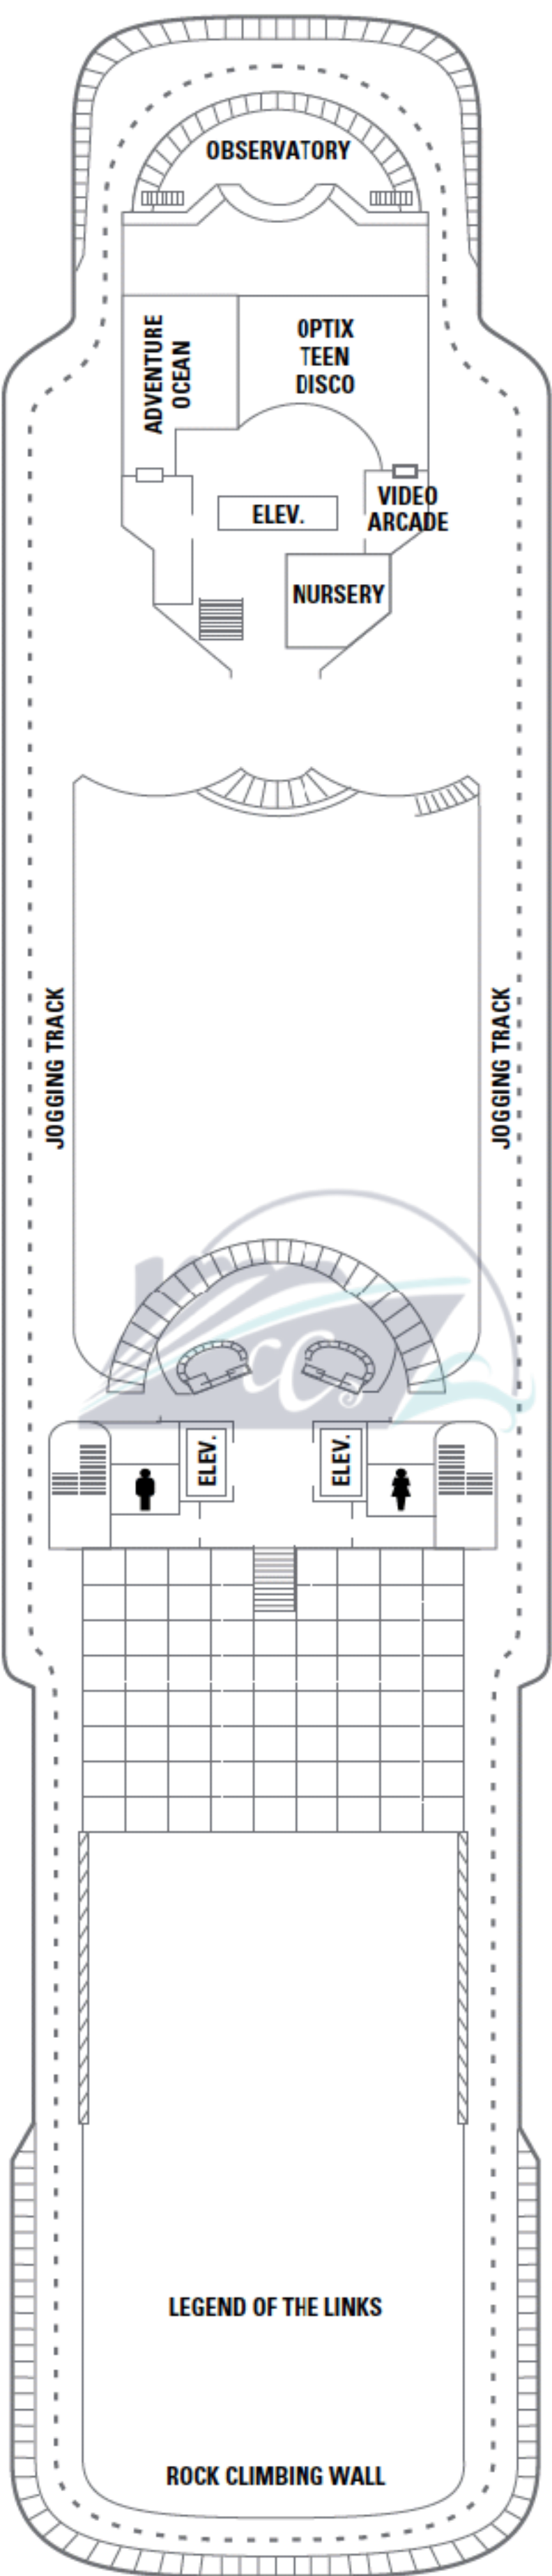 OBSERVATORY
ADVENTURE
OCEAN
OPTIX
TEEN
DISCO
ELEV.
VIDEO
ARCADE
NURSERY
JOGGING TRACK
JOGGING TRACK
CC
ELEV.
ELEV.
LEGEND OF THE LINKS
ROCK CLIMBING WALL